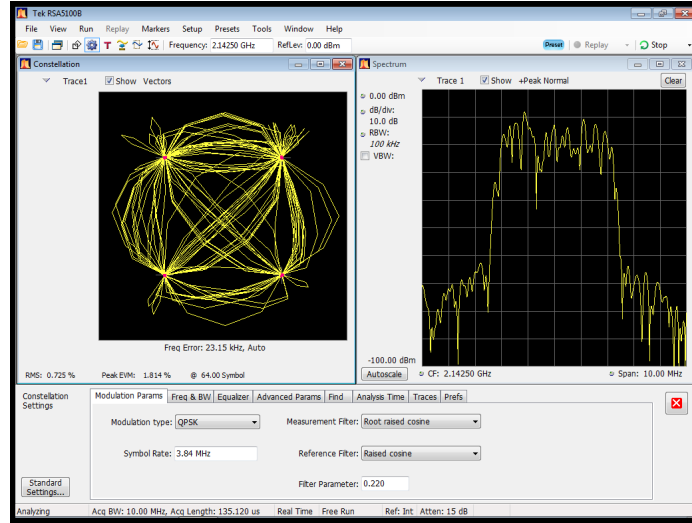 Tek RSA5100B
File View Run Replay Markers Setup Presets Tools Window Help
T Frequency: 2.14250 GHz RefLev: 0.00 dBm Preset Replay Stop
Constellation
Trace1 Show Vectors
Freq Error: 23.15 kHz, Auto
RMS: 0.725 % Peak EVM: 1.814 % @ 64.00 Symbol
Spectrum
Trace 1 Show +Peak Normal Clear
0.00 dBm
dB/div:
10.0 dB
RBW:
100 kHz
VBW:
-100.00 dBm
Autoscale CF: 2.14250 GHz Span: 10.00 MHz
Constellation
Settings
Modulation Params Freq & BW Equalizer Advanced Params Find Analysis Time Traces Prefs
Modulation type: QPSK Measurement Filter: Root raised cosine
Symbol Rate: 3.84 MHz Reference Filter: Raised cosine
Filter Parameter: 0.220
Standard
Settings...
Analyzing Acq BW: 10.00 MHz, Acq Length: 135.120 us Real Time Free Run Ref: Int Atten: 15 dB